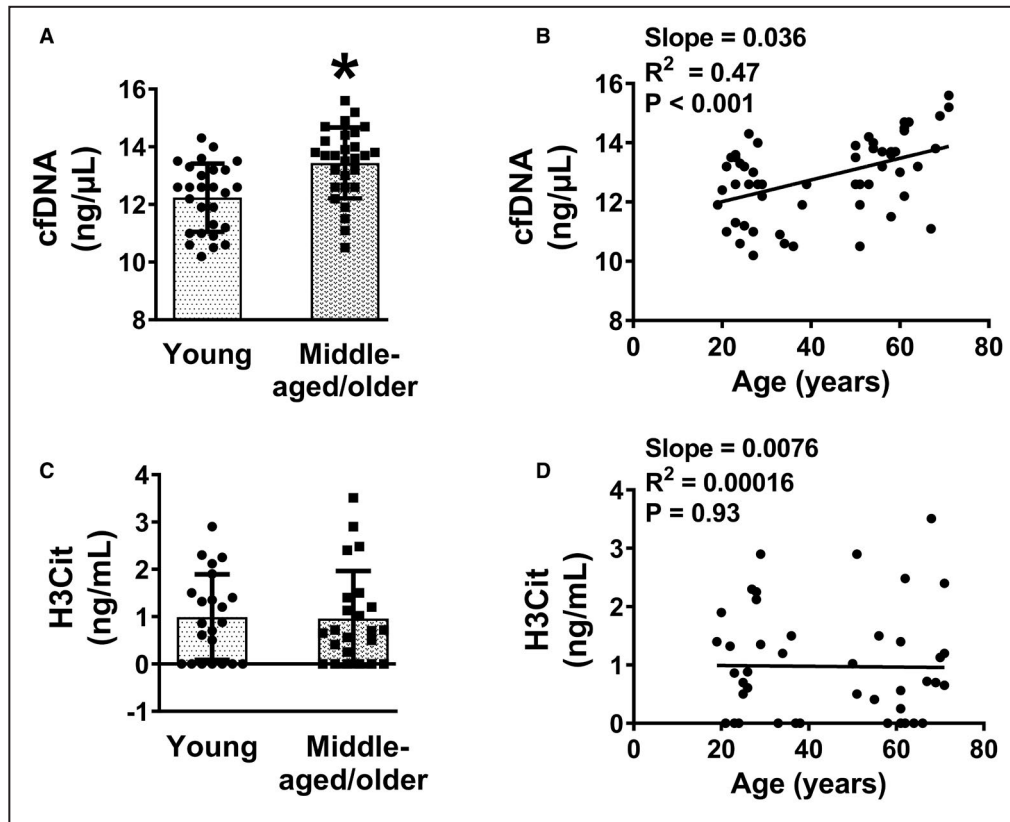 A
cfDNA
(ng/µL)
16
14
12
10
8
*
Young
Middle-
aged/older
B
Slope = 0.036
R² = 0.47
P < 0.001
cfDNA
(ng/µL)
16
14
12
10
8
0
20
40
60
80
Age (years)
C
H3Cit
(ng/mL)
4
3
2
1
0
-1
Young
Middle-
aged/older
D
Slope = 0.0076
R² = 0.00016
P = 0.93
H3Cit
(ng/mL)
4
3
2
1
0
0
20
40
60
80
Age (years)